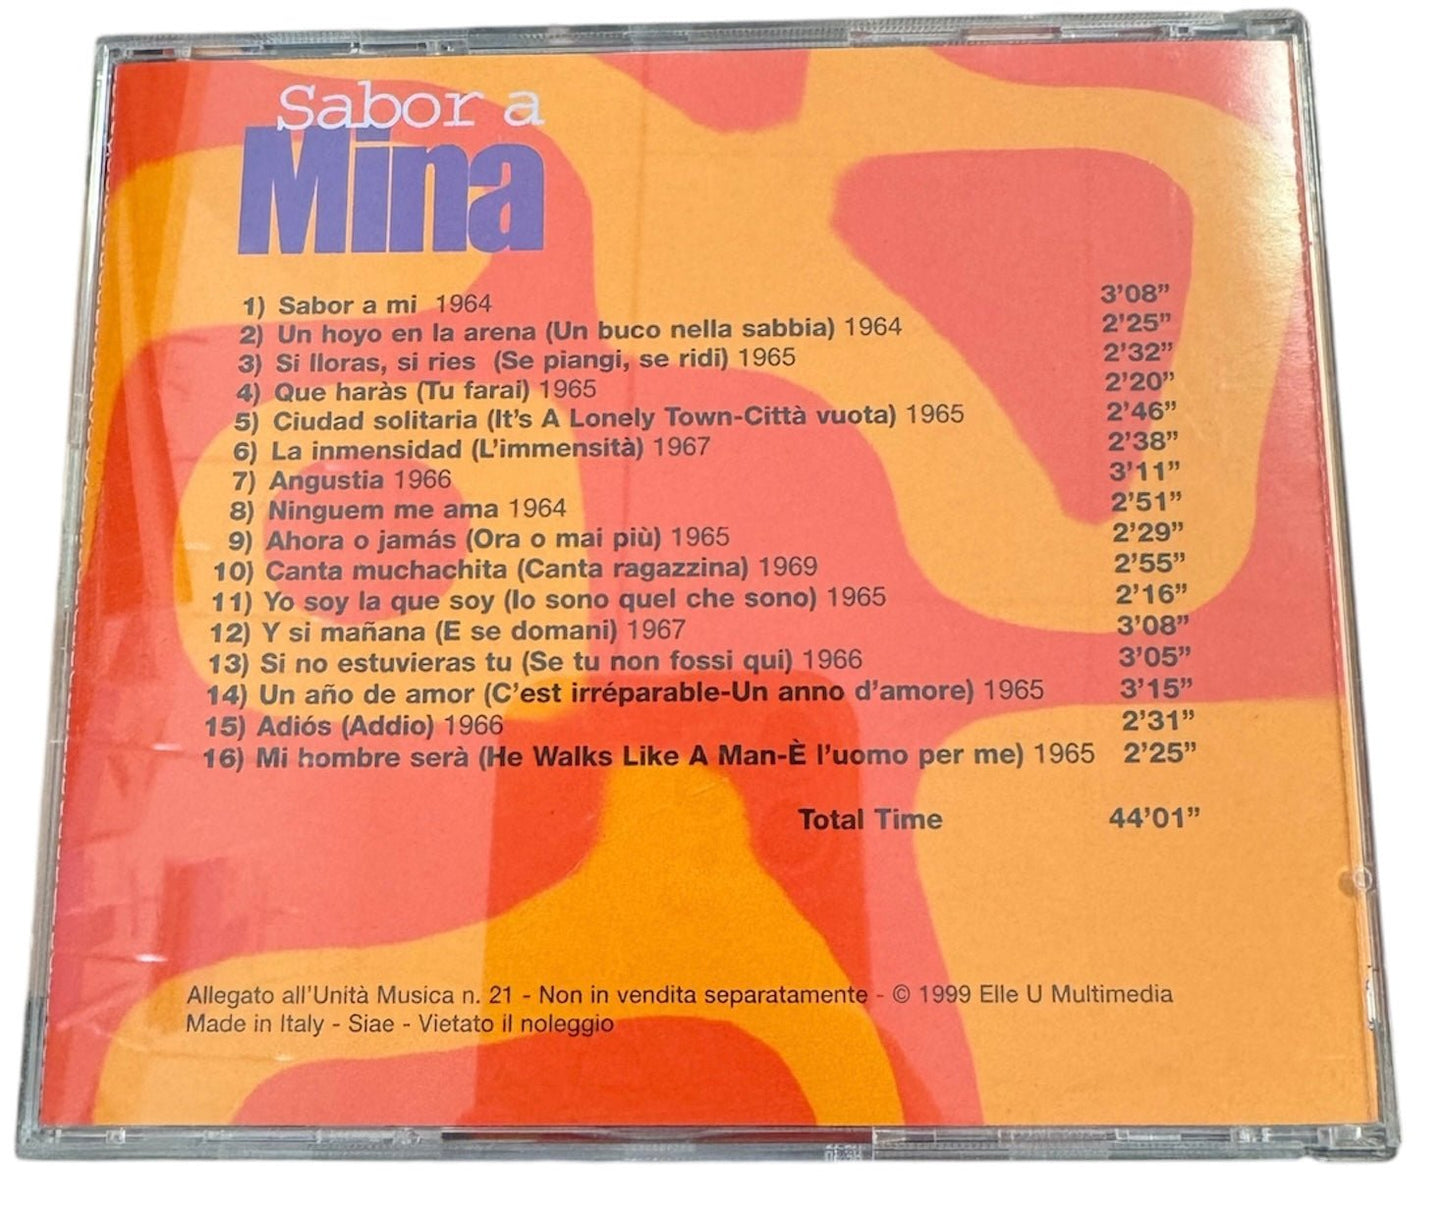 Sabor a
Mina
1) Sabor a mi 1964 3'08"
2) Un hoyo en la arena (Un buco nella sabbia) 1964 2'25"
3) Si lloras, si ries (Se piangi, se ridi) 1965 2'32"
4) Que haràs (Tu farai) 1965 2'20"
5) Ciudad solitaria (It's A Lonely Town-Città vuota) 1965 2'46"
6) La inmensidad (L'immensità) 1967 2'38"
7) Angustia 1966 3'11"
8) Ninguem me ama 1964 2'51"
9) Ahora o jamás (Ora o mai più) 1965 2'29"
10) Canta muchachita (Canta ragazzina) 1969 2'55"
11) Yo soy la que soy (Io sono quel che sono) 1965 2'16"
12) Y si mañana (E se domani) 1967 3'08"
13) Si no estuvieras tu (Se tu non fossi qui) 1966 3'05"
14) Un año de amor (C'est irréparable-Un anno d'amore) 1965 3'15"
15) Adiós (Addio) 1966 2'31"
16) Mi hombre serà (He Walks Like A Man-È l'uomo per me) 1965 2'25"
Total Time 44'01"
Allegato all'Unità Musica n. 21 - Non in vendita separatamente - © 1999 Elle U Multimedia
Made in Italy - Siae - Vietato il noleggio